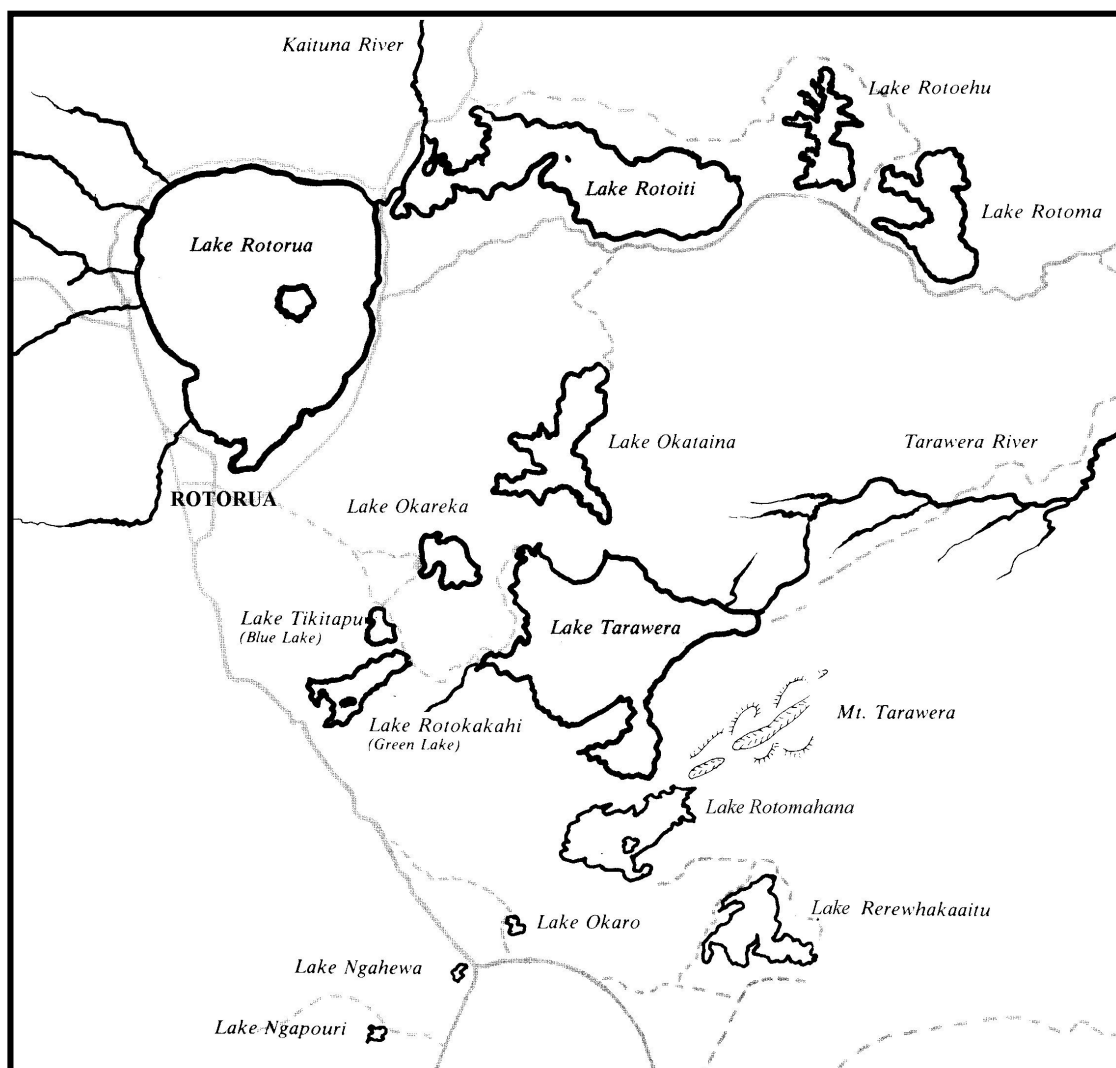 Kaituna River
Lake Rotoehu
Lake Rotoiti
Lake Rotoma
Lake Rotorua
Lake Okataina
Tarawera River
ROTORUA
Lake Okareka
Lake Tikitapu
(Blue Lake)
Lake Tarawera
Lake Rotokakahi
(Green Lake)
Mt. Tarawera
Lake Rotomahana
Lake Rerewhakaaitu
Lake Okaro
Lake Ngahewa
Lake Ngapouri